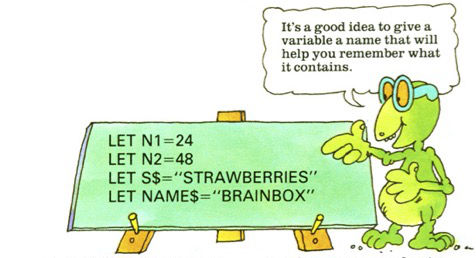 It's a good idea to give a
variable a name that will
help you remember what
it contains.
LET N1=24
LET N2=48
LET S$="STRAWBERRIES"
LET NAME$="BRAINBOX"